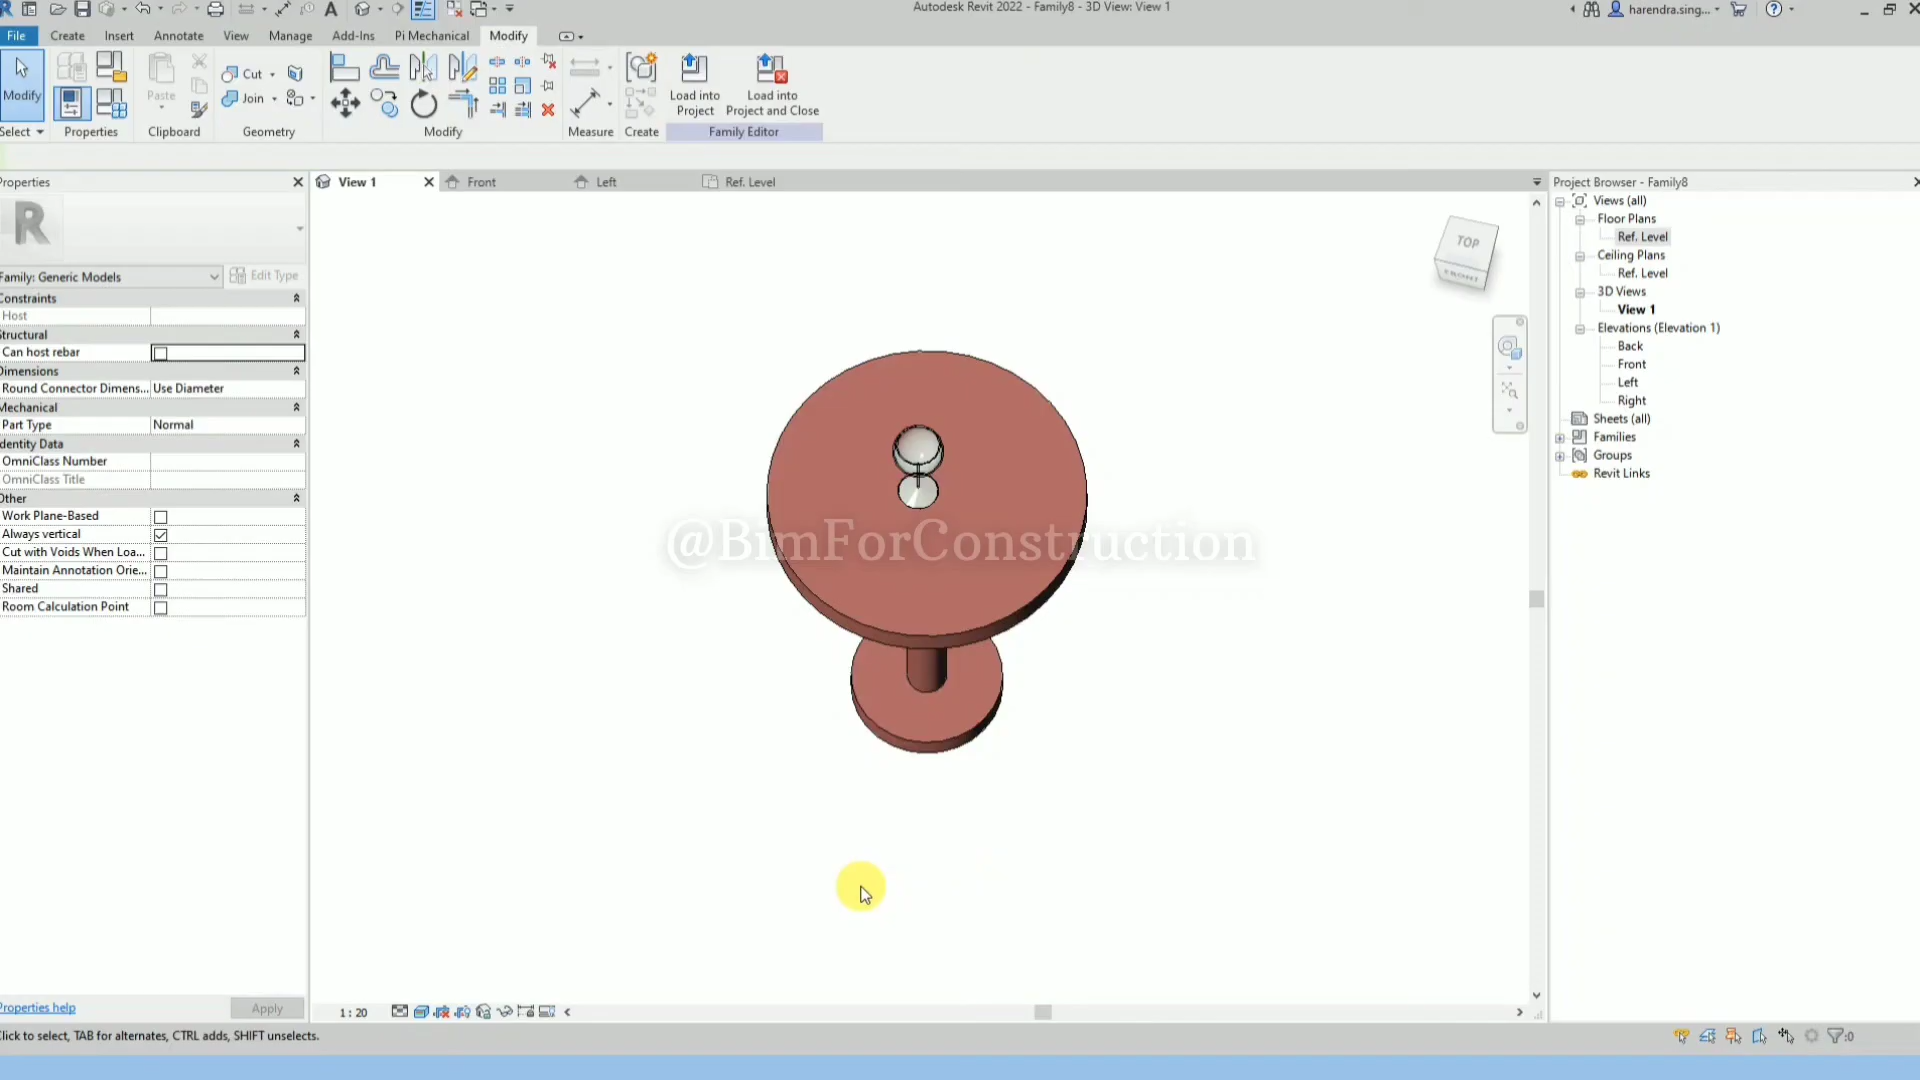 Autodesk Revit 2022 - Family8 - 3D View: View 1
harendra.sing...
File
Create
Insert
Annotate
View
Manage
Add-Ins
Pi Mechanical
Modify
Modify
Paste
Cut
Join
Load into
Project
Load into
Project and Close
Select
Properties
Clipboard
Geometry
Modify
Measure
Create
Family Editor
Properties
View 1
Front
Left
Ref. Level
Project Browser - Family8
R
Family: Generic Models
Edit Type
Constraints
Host
Structural
Can host rebar
Dimensions
Round Connector Dimens... Use Diameter
Mechanical
Part Type Normal
Identity Data
OmniClass Number
OmniClass Title
Other
Work Plane-Based
Always vertical
Cut with Voids When Loa...
Maintain Annotation Orie...
Shared
Room Calculation Point
Properties help
Apply
TOP
FRONT
@BimForConstruction
Views (all)
Floor Plans
Ref. Level
Ceiling Plans
Ref. Level
3D Views
View 1
Elevations (Elevation 1)
Back
Front
Left
Right
Sheets (all)
Families
Groups
Revit Links
1 : 20
Click to select, TAB for alternates, CTRL adds, SHIFT unselects.
:0